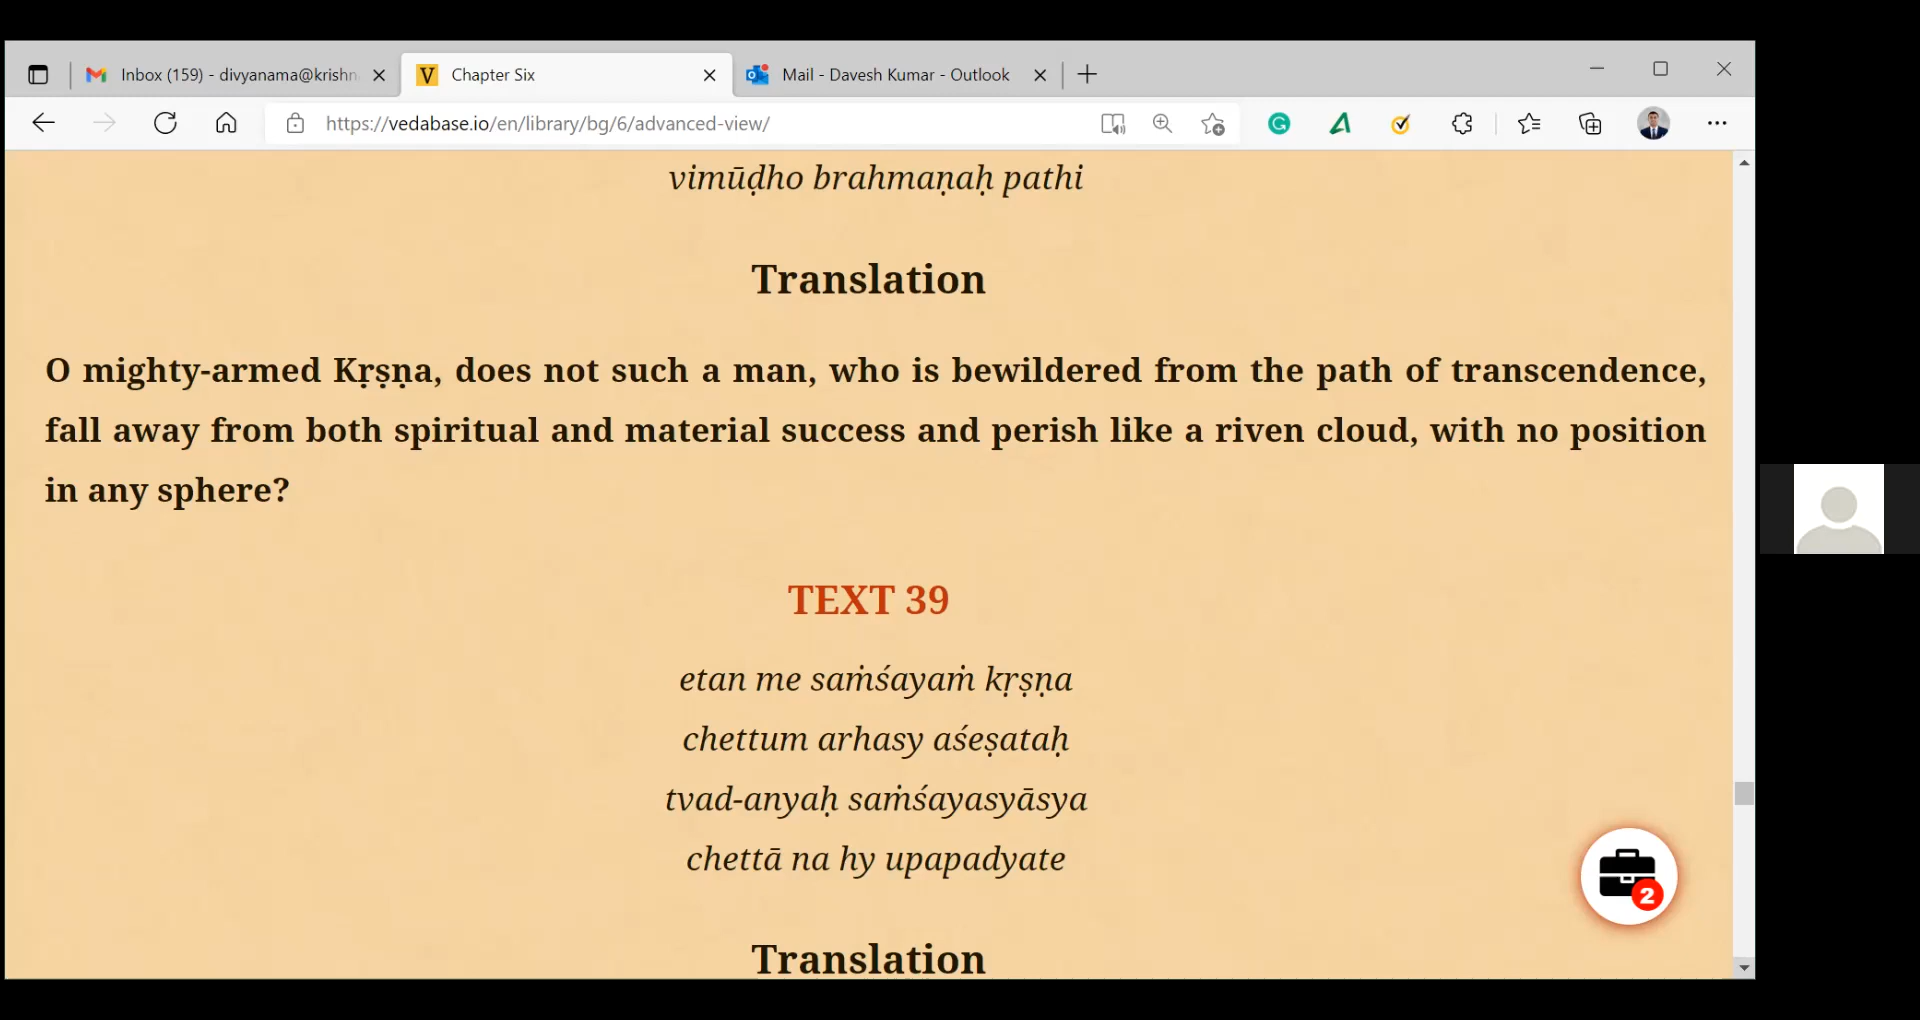 Inbox (159) - divyanama@krishn
Chapter Six
Mail - Davesh Kumar - Outlook
https://vedabase.io/en/library/bg/6/advanced-view/
vimūḍho brahmaṇaḥ pathi
Translation
O mighty-armed Kṛṣṇa, does not such a man, who is bewildered from the path of transcendence,
fall away from both spiritual and material success and perish like a riven cloud, with no position
in any sphere?
TEXT 39
etan me saṁśayaṁ kṛṣṇa
chettum arhasy aśeṣataḥ
tvad-anyaḥ saṁśayasyāsya
chettā na hy upapadyate
2
Translation